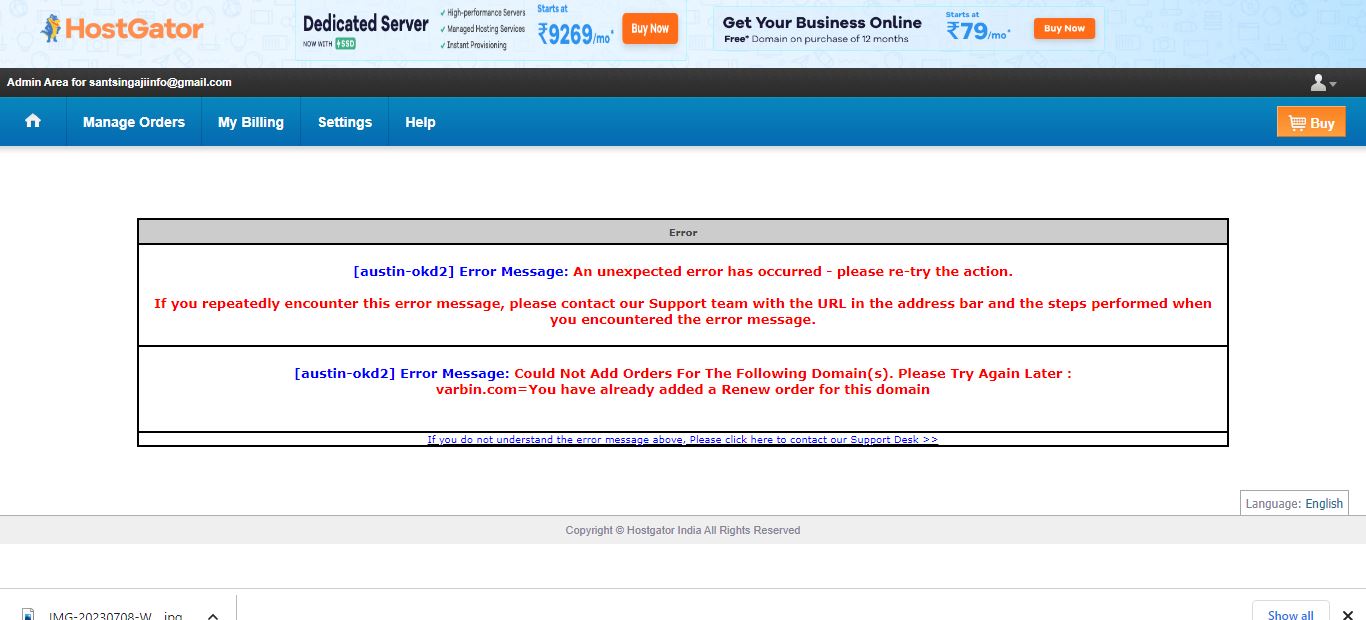 HostGator
Dedicated Server
NOW WITH SSD
✓ High-performance Servers
✓ Managed Hosting Services
✓ Instant Provisioning
Starts at
₹9269/mo*
Buy Now
Get Your Business Online
Free* Domain on purchase of 12 months
Starts at
₹79/mo*
Buy Now
Admin Area for santsingajiinfo@gmail.com
Manage Orders
My Billing
Settings
Help
Buy
Error
[austin-okd2] Error Message: An unexpected error has occurred - please re-try the action.
If you repeatedly encounter this error message, please contact our Support team with the URL in the address bar and the steps performed when
you encountered the error message.
[austin-okd2] Error Message: Could Not Add Orders For The Following Domain(s). Please Try Again Later :
varbin.com=You have already added a Renew order for this domain
If you do not understand the error message above, Please click here to contact our Support Desk >>
Language: English
Copyright © Hostgator India All Rights Reserved
IMG-20230708-W....jpg
Show all